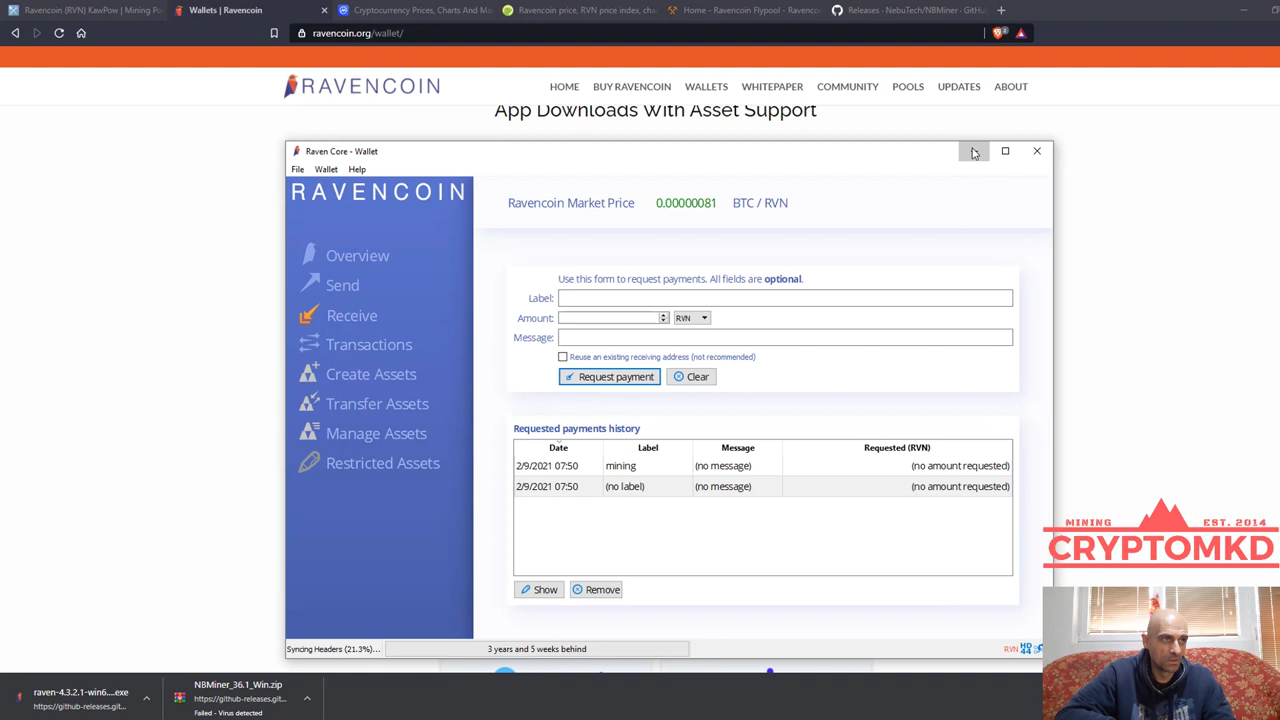 Ravencoin (RVN) KawPow | Mining Po
Wallets | Ravencoin
Cryptocurrency Prices, Charts And Ma
Ravencoin price, RVN price index, cha
Home - Ravencoin Flypool - Ravenco
Releases · NebuTech/NBMiner · GitHu
ravencoin.org/wallet/
RAVENCOIN
HOME BUY RAVENCOIN WALLETS WHITEPAPER COMMUNITY POOLS UPDATES ABOUT
App Downloads With Asset Support
Raven Core - Wallet
File Wallet Help
RAVENCOIN
Ravencoin Market Price 0.00000081 BTC / RVN
Overview
Send
Receive
Transactions
Create Assets
Transfer Assets
Manage Assets
Restricted Assets
Use this form to request payments. All fields are optional.
Label:
Amount: RVN
Message:
Reuse an existing receiving address (not recommended)
Request payment Clear
Requested payments history
Date Label Message Requested (RVN)
2/9/2021 07:50 mining (no message) (no amount requested)
2/9/2021 07:50 (no label) (no message) (no amount requested)
Show Remove
Syncing Headers (21.3%)... 3 years and 5 weeks behind RVN HD 44
MINING EST. 2014
CRYPTOMKD
raven-4.3.2.1-win6....exe
https://github-releases.git...
NBMiner_36.1_Win.zip
https://github-releases.git...
Failed - Virus detected